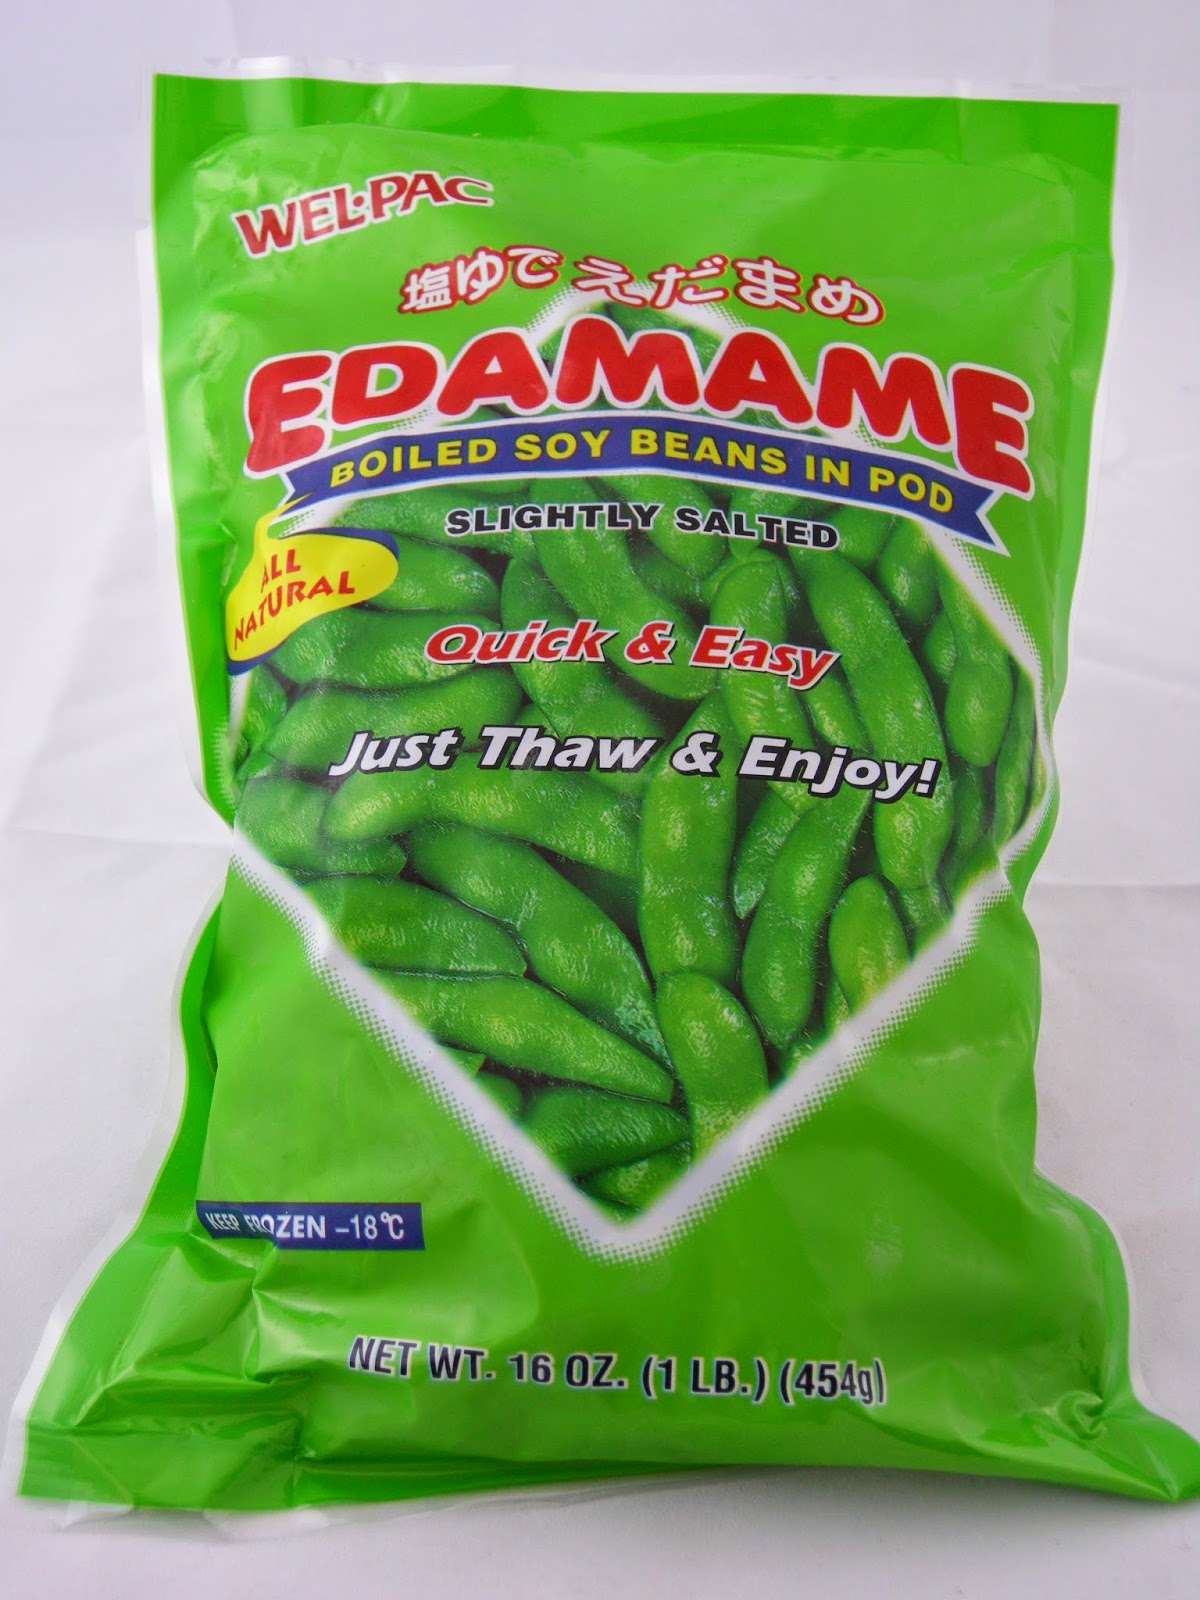 WEL·PAC
塩ゆでえだまめ
EDAMAME
BOILED SOY BEANS IN POD
SLIGHTLY SALTED
ALL
NATURAL
Quick & Easy
Just Thaw & Enjoy!
KEEP FROZEN –18℃
NET WT. 16 OZ. (1 LB.) (454g)